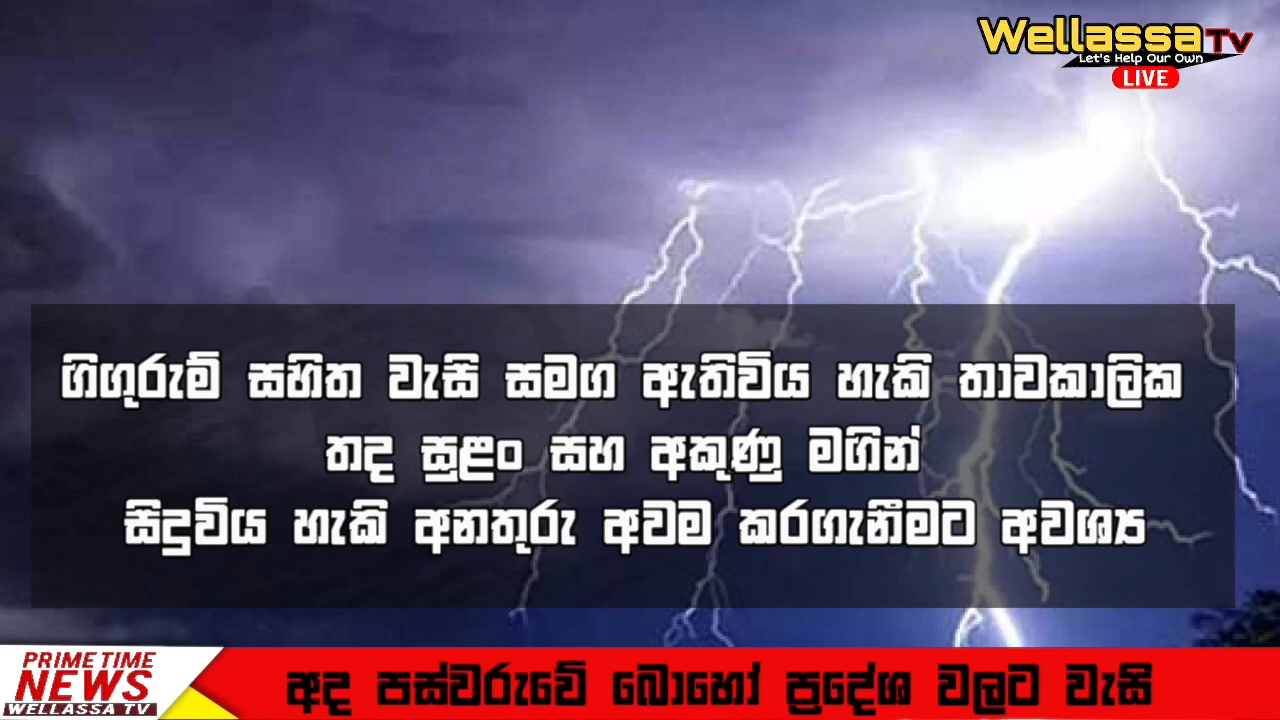 Wellassa Tv
Let's Help Our Own
LIVE
ගිගුරුම් සහිත වැසි සමග ඇතිවිය හැකි තාවකාලික
තද සුළං සහ අකුණු මගින්
සිදුවිය හැකි අනතුරු අවම කරගැනීමට අවශ්‍ය
PRIME TIME
NEWS
WELLASSA TV
අද පස්වරුවේ බොහෝ ප්‍රදේශ වලට වැසි